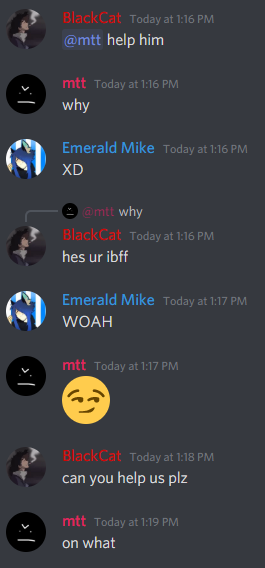 BlackCat Today at 1:16 PM
@mtt help him
mtt Today at 1:16 PM
why
Emerald Mike Today at 1:16 PM
XD
@mtt why
BlackCat Today at 1:16 PM
hes ur ibff
Emerald Mike Today at 1:17 PM
WOAH
mtt Today at 1:17 PM
BlackCat Today at 1:18 PM
can you help us plz
mtt Today at 1:19 PM
on what